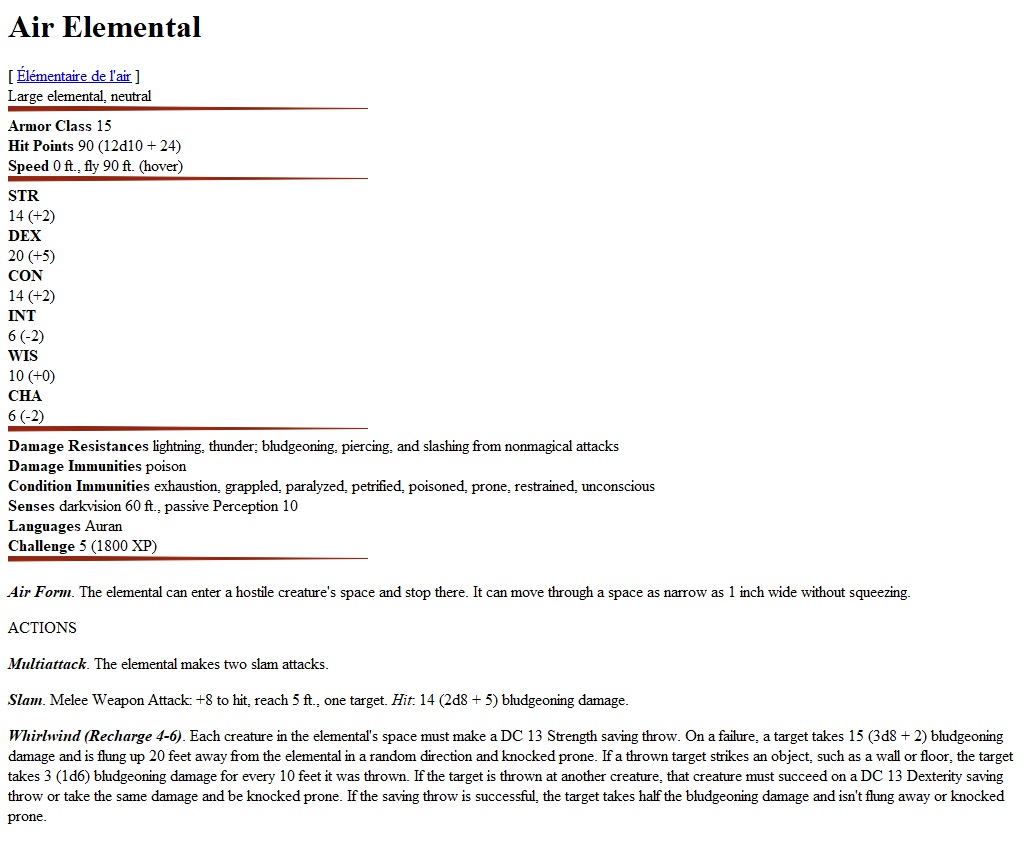 Air Elemental
[ Élémentaire de l'air ]
Large elemental, neutral
Armor Class 15
Hit Points 90 (12d10 + 24)
Speed 0 ft., fly 90 ft. (hover)
STR
14 (+2)
DEX
20 (+5)
CON
14 (+2)
INT
6 (-2)
WIS
10 (+0)
CHA
6 (-2)
Damage Resistances lightning, thunder; bludgeoning, piercing, and slashing from nonmagical attacks
Damage Immunities poison
Condition Immunities exhaustion, grappled, paralyzed, petrified, poisoned, prone, restrained, unconscious
Senses darkvision 60 ft., passive Perception 10
Languages Auran
Challenge 5 (1800 XP)
Air Form. The elemental can enter a hostile creature's space and stop there. It can move through a space as narrow as 1 inch wide without squeezing.
ACTIONS
Multiattack. The elemental makes two slam attacks.
Slam. Melee Weapon Attack: +8 to hit, reach 5 ft., one target. Hit: 14 (2d8 + 5) bludgeoning damage.
Whirlwind (Recharge 4-6). Each creature in the elemental's space must make a DC 13 Strength saving throw. On a failure, a target takes 15 (3d8 + 2) bludgeoning
damage and is flung up 20 feet away from the elemental in a random direction and knocked prone. If a thrown target strikes an object, such as a wall or floor, the target
takes 3 (1d6) bludgeoning damage for every 10 feet it was thrown. If the target is thrown at another creature, that creature must succeed on a DC 13 Dexterity saving
throw or take the same damage and be knocked prone. If the saving throw is successful, the target takes half the bludgeoning damage and isn't flung away or knocked
prone.